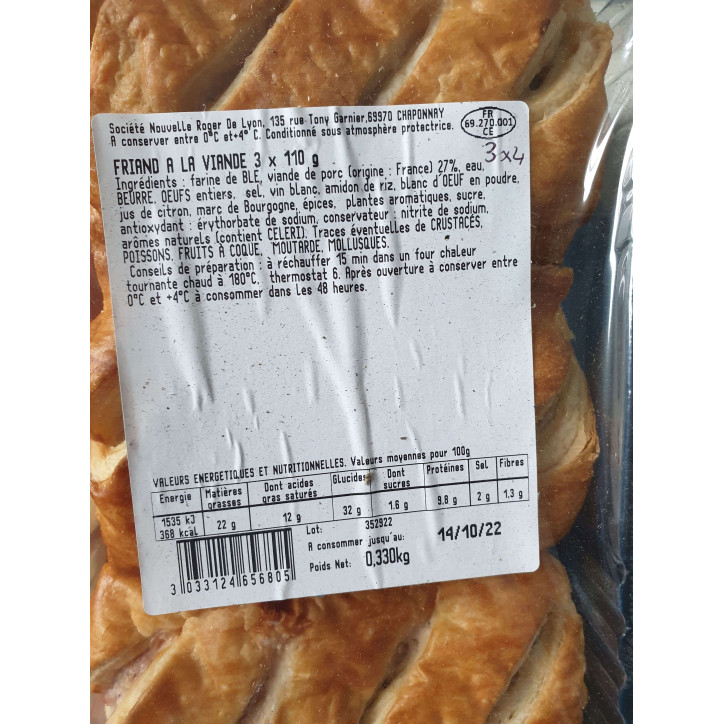 Société Nouvelle Roger De Lyon, 135 rue Tony Garnier,69970 CHAPONNAY
A conserver entre 0°C et+4° C. Conditionné sous atmosphère protectrice.
FR
69.270.001
CE
3x4
FRIAND A LA VIANDE 3 x 110 g
Ingrédients : farine de BLE, viande de porc (origine : France) 27%, eau,
BEURRE, OEUFS entiers, sel, vin blanc, amidon de riz, blanc d'OEUF en poudre,
jus de citron, marc de Bourgogne, épices, plantes aromatiques, sucre,
antioxydant : érythorbate de sodium, conservateur : nitrite de sodium,
arômes naturels (contient CELERI). Traces éventuelles de CRUSTACÉS,
POISSONS, FRUITS À COQUE, MOUTARDE, MOLLUSQUES.
Conseils de préparation : à réchauffer 15 min dans un four chaleur
tournante chaud à 180°C, thermostat 6. Après ouverture à conserver entre
0°C et +4°C à consommer dans les 48 heures.
VALEURS ENERGETIQUES ET NUTRITIONNELLES. Valeurs moyennes pour 100g
Energie Matières grasses Dont acides gras saturés Glucides Dont sucres Protéines Sel Fibres
1535 kJ 368 kcal 22 g 12 g 32 g 1.6 g 9.8 g 2 g 1.3 g
Lot: 352922
A consommer jusqu'au: 14/10/22
Poids Net: 0,330kg
3 033124 656805